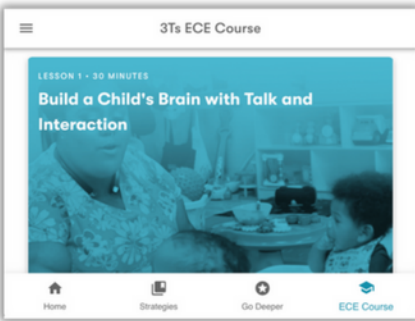 3Ts ECE Course
LESSON 1 • 30 MINUTES
Build a Child's Brain with Talk and
Interaction
Home
Strategies
Go Deeper
ECE Course